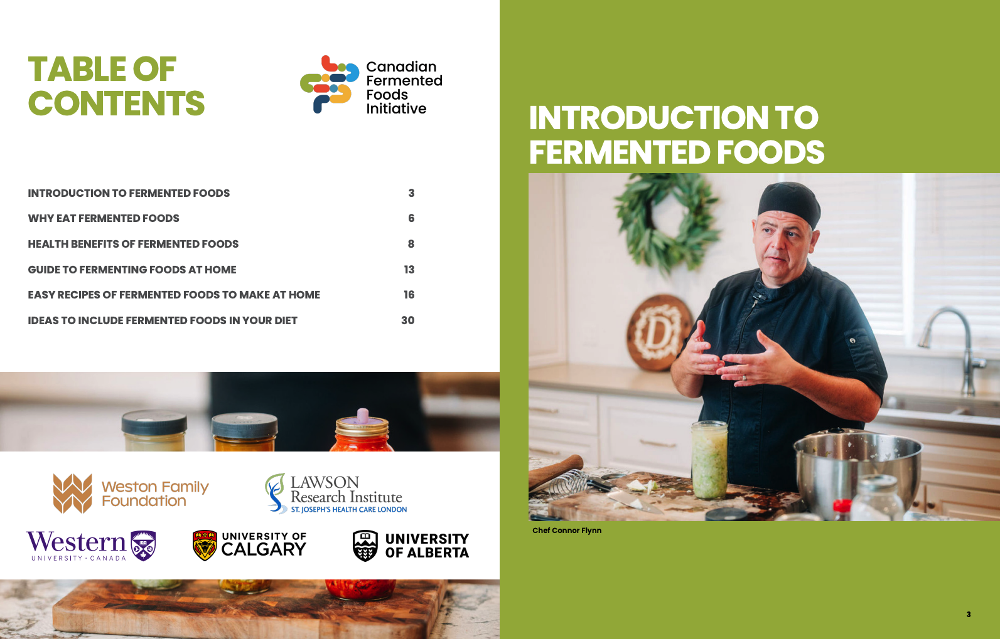 TABLE OF
CONTENTS
Canadian
Fermented
Foods
Initiative
INTRODUCTION TO FERMENTED FOODS 3
WHY EAT FERMENTED FOODS 6
HEALTH BENEFITS OF FERMENTED FOODS 8
GUIDE TO FERMENTING FOODS AT HOME 13
EASY RECIPES OF FERMENTED FOODS TO MAKE AT HOME 16
IDEAS TO INCLUDE FERMENTED FOODS IN YOUR DIET 30
Weston Family
Foundation
LAWSON
Research Institute
ST. JOSEPH'S HEALTH CARE LONDON
Western
UNIVERSITY · CANADA
UNIVERSITY OF
CALGARY
UNIVERSITY
OF ALBERTA
INTRODUCTION TO
FERMENTED FOODS
D
Chef Connor Flynn
3